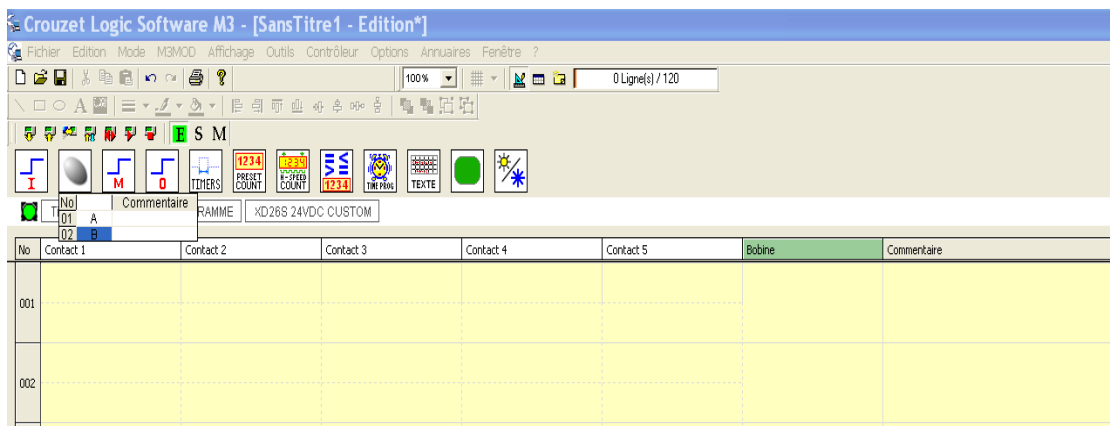 Crouzet Logic Software M3 - [SansTitre1 - Edition*]
Fichier Edition Mode M3MOD Affichage Outils Contrôleur Options Annuaires Fenêtre ?
100% 0 Ligne(s) / 120
A
E S M
I M O TIMERS 1234 PRESET COUNT 1234 H-SPEED COUNT 1234 TIME PROG TEXTE
No Commentaire
01 A
02 B
RAMME XD26S 24VDC CUSTOM
No Contact 1 Contact 2 Contact 3 Contact 4 Contact 5 Bobine Commentaire
001
002